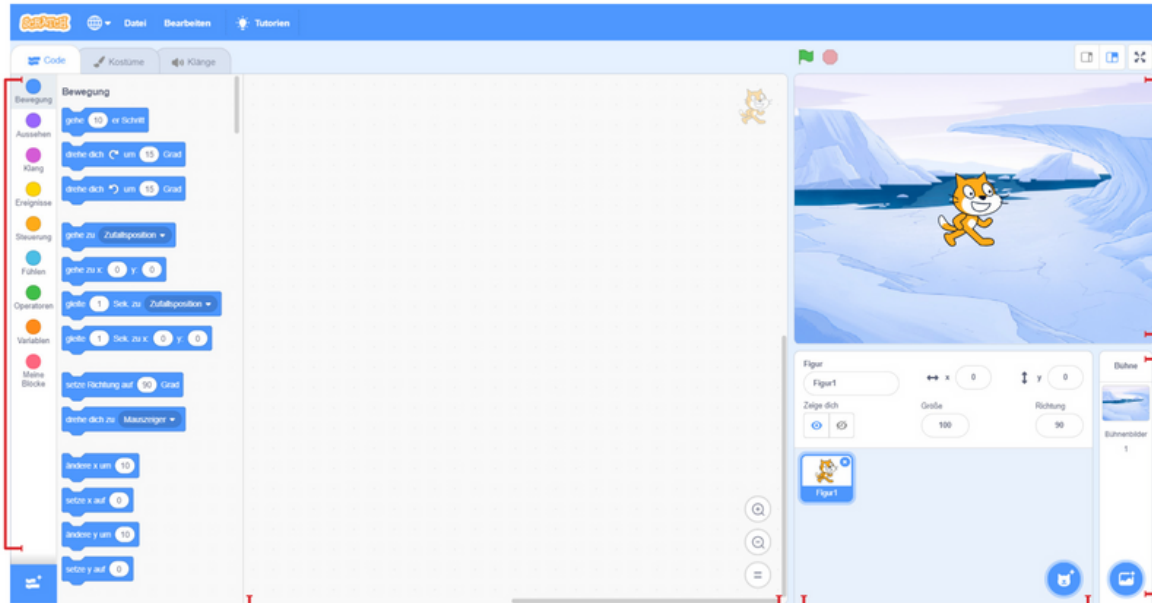 SCRATCH Datei Bearbeiten Tutorien
Code Kostüme Klänge
Bewegung
Aussehen
Klang
Ereignisse
Steuerung
Fühlen
Operatoren
Variablen
Meine
Blöcke
Bewegung
gehe 10 er Schritt
drehe dich um 15 Grad
drehe dich um 15 Grad
gehe zu Zufallsposition
gehe zu x: 0 y: 0
gleite 1 Sek. zu Zufallsposition
gleite 1 Sek. zu x: 0 y: 0
setze Richtung auf 90 Grad
drehe dich zu Mauszeiger
ändere x um 10
setze x auf 0
ändere y um 10
setze y auf 0
Figur
Figur1 x 0 y 0
Zeige dich Größe Richtung
100 90
Figur1
Bühne
Bühnenbilder
1